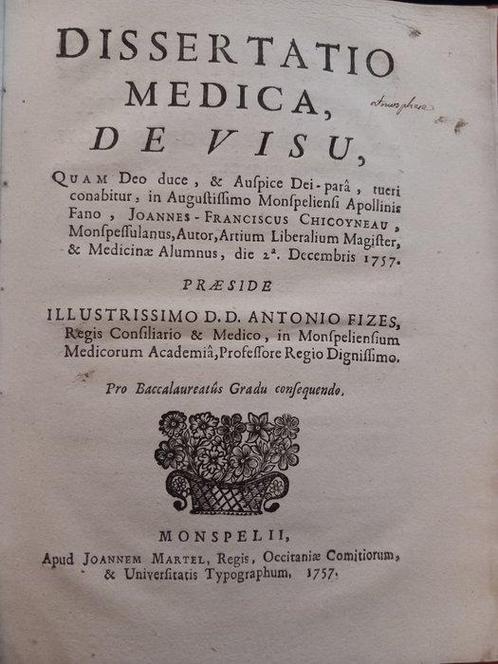 DISSERTATIO
MEDICA,
DE VISU,
QUAM Deo duce, & Auſpice Dei-parâ, tueri
conabitur, in Auguſtiſſimo Monſpelienſi Apollinis
Fano, JOANNES-FRANCISCUS CHICOYNEAU,
Monſpeſſulanus, Autor, Artium Liberalium Magiſter,
& Medicinæ Alumnus, die 2ª. Decembris 1757.
PRÆSIDE
ILLUSTRISSIMO D. D. ANTONIO FIZES,
Regis Conſiliario & Medico, in Monſpelienſium
Medicorum Academiâ, Profeſſore Regio Digniſſimo.
Pro Baccalaureatûs Gradu conſequendo.
MONSPELII,
Apud JOANNEM MARTEL, Regis, Occitaniæ Comitiorum,
& Univerſitatis Typographum, 1757.